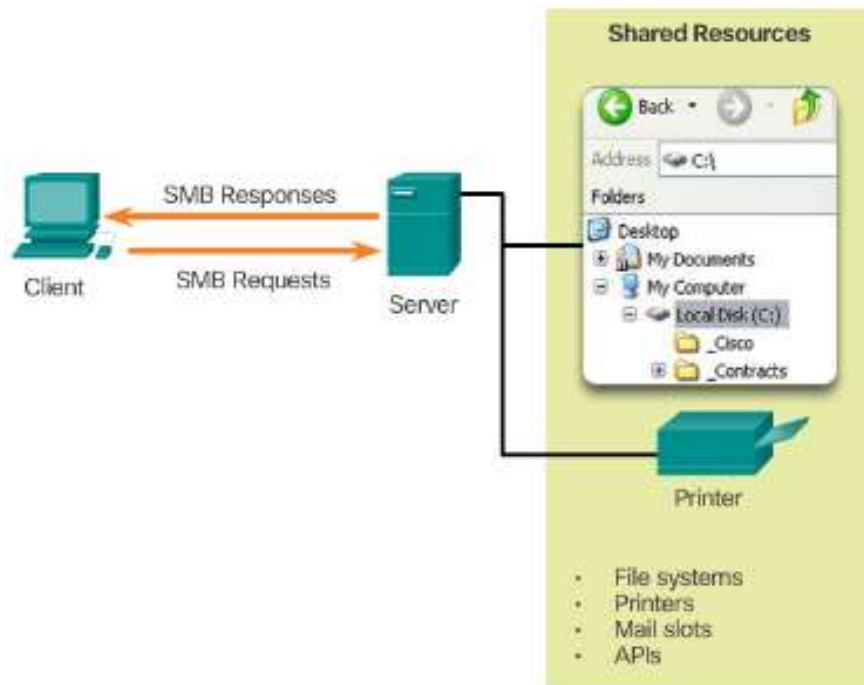 Shared Resources
Back
Address C:\
Folders
Desktop
My Documents
My Computer
Local Disk (C:)
_Cisco
_Contracts
SMB Responses
SMB Requests
Client
Server
Printer
• File systems
• Printers
• Mail slots
• APIs